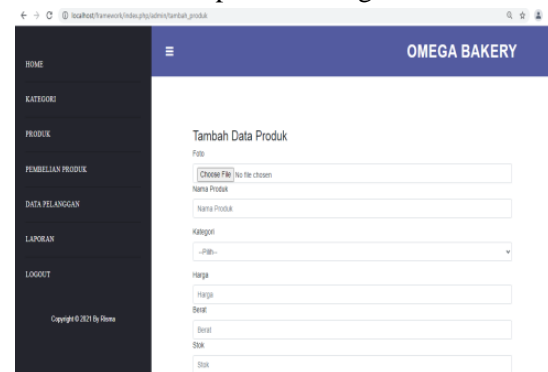 localhost/framework/index.php/admin/tambah_produk
OMEGA BAKERY
HOME
KATEGORI
PRODUK
PEMBELIAN PRODUK
DATA PELANGGAN
LAPORAN
LOGOUT
Copyright © 2021 By Risma
Tambah Data Produk
Foto
Choose File No file chosen
Nama Produk
Nama Produk
Kategori
--Pilih--
Harga
Harga
Berat
Berat
Stok
Stok